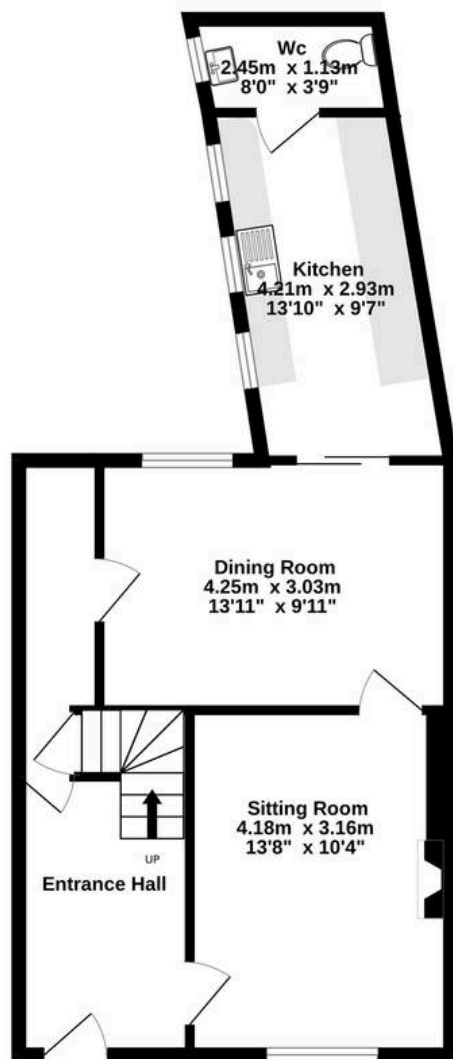 Wc
2.45m x 1.13m
8'0" x 3'9"
Kitchen
4.21m x 2.93m
13'10" x 9'7"
Dining Room
4.25m x 3.03m
13'11" x 9'11"
Sitting Room
4.18m x 3.16m
13'8" x 10'4"
UP
Entrance Hall